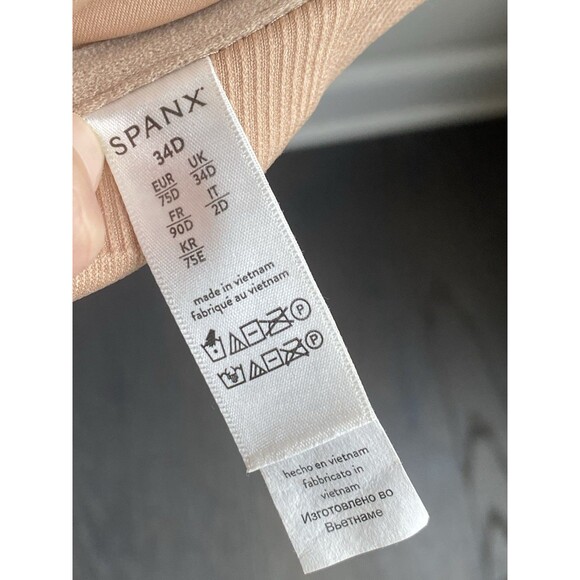 SPANX
34D
EUR UK
75D 34D
FR IT
90D 2D
KR
75E
made in vietnam
fabriqué au vietnam
P
P
hecho en vietnam
fabbricato in
vietnam
Изготовлено во
Вьетнаме